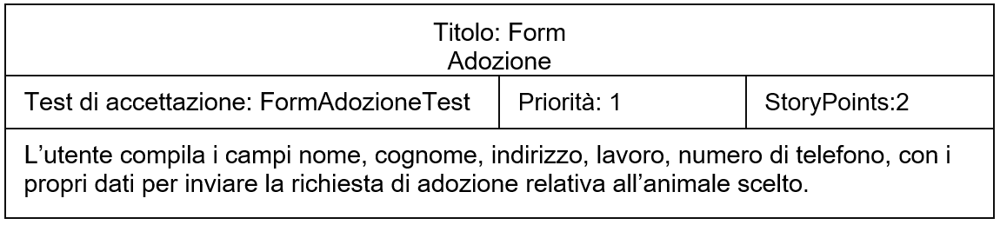 Titolo: Form
Adozione
Test di accettazione: FormAdozioneTest
Priorità: 1
StoryPoints:2
L’utente compila i campi nome, cognome, indirizzo, lavoro, numero di telefono, con i
propri dati per inviare la richiesta di adozione relativa all’animale scelto.